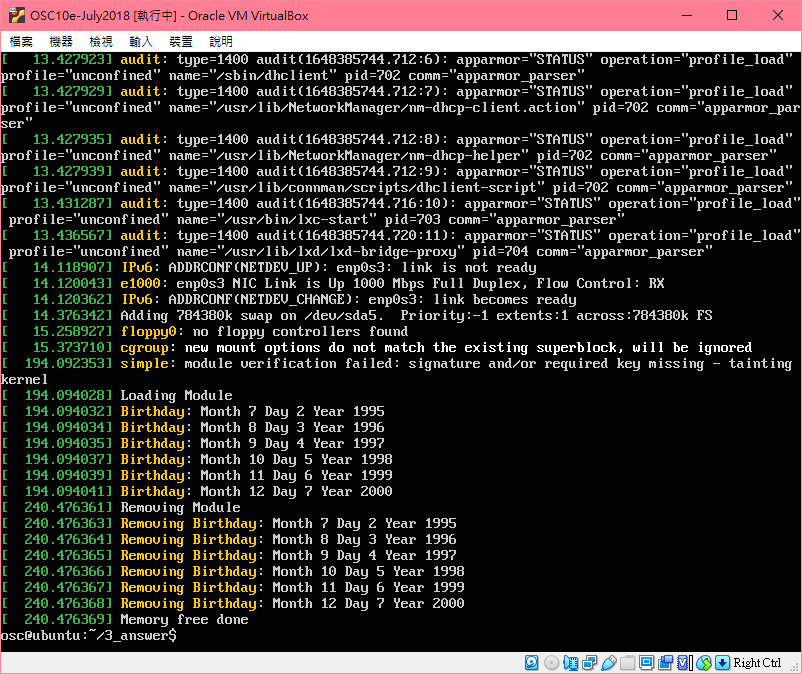 OSC10e-July2018 [執行中] - Oracle VM VirtualBox
檔案 機器 檢視 輸入 裝置 說明
[   13.427923] audit: type=1400 audit(1648385744.712:6): apparmor="STATUS" operation="profile_load"
profile="unconfined" name="/sbin/dhclient" pid=702 comm="apparmor_parser"
[   13.427929] audit: type=1400 audit(1648385744.712:7): apparmor="STATUS" operation="profile_load"
profile="unconfined" name="/usr/lib/NetworkManager/nm-dhcp-client.action" pid=702 comm="apparmor_par
ser"
[   13.427935] audit: type=1400 audit(1648385744.712:8): apparmor="STATUS" operation="profile_load"
profile="unconfined" name="/usr/lib/NetworkManager/nm-dhcp-helper" pid=702 comm="apparmor_parser"
[   13.427939] audit: type=1400 audit(1648385744.712:9): apparmor="STATUS" operation="profile_load"
profile="unconfined" name="/usr/lib/connman/scripts/dhclient-script" pid=702 comm="apparmor_parser"
[   13.431287] audit: type=1400 audit(1648385744.716:10): apparmor="STATUS" operation="profile_load"
 profile="unconfined" name="/usr/bin/lxc-start" pid=703 comm="apparmor_parser"
[   13.436567] audit: type=1400 audit(1648385744.720:11): apparmor="STATUS" operation="profile_load"
 profile="unconfined" name="/usr/lib/lxd/lxd-bridge-proxy" pid=704 comm="apparmor_parser"
[   14.118907] IPv6: ADDRCONF(NETDEV_UP): enp0s3: link is not ready
[   14.120043] e1000: enp0s3 NIC Link is Up 1000 Mbps Full Duplex, Flow Control: RX
[   14.120362] IPv6: ADDRCONF(NETDEV_CHANGE): enp0s3: link becomes ready
[   14.376342] Adding 784380k swap on /dev/sda5.  Priority:-1 extents:1 across:784380k FS
[   15.258927] floppy0: no floppy controllers found
[   15.373710] cgroup: new mount options do not match the existing superblock, will be ignored
[  194.092353] simple: module verification failed: signature and/or required key missing - tainting
kernel
[  194.094028] Loading Module
[  194.094032] Birthday: Month 7 Day 2 Year 1995
[  194.094034] Birthday: Month 8 Day 3 Year 1996
[  194.094035] Birthday: Month 9 Day 4 Year 1997
[  194.094037] Birthday: Month 10 Day 5 Year 1998
[  194.094039] Birthday: Month 11 Day 6 Year 1999
[  194.094041] Birthday: Month 12 Day 7 Year 2000
[  240.476361] Removing Module
[  240.476363] Removing Birthday: Month 7 Day 2 Year 1995
[  240.476364] Removing Birthday: Month 8 Day 3 Year 1996
[  240.476365] Removing Birthday: Month 9 Day 4 Year 1997
[  240.476366] Removing Birthday: Month 10 Day 5 Year 1998
[  240.476367] Removing Birthday: Month 11 Day 6 Year 1999
[  240.476368] Removing Birthday: Month 12 Day 7 Year 2000
[  240.476369] Memory free done
osc@ubuntu:~/3_answer$
Right Ctrl